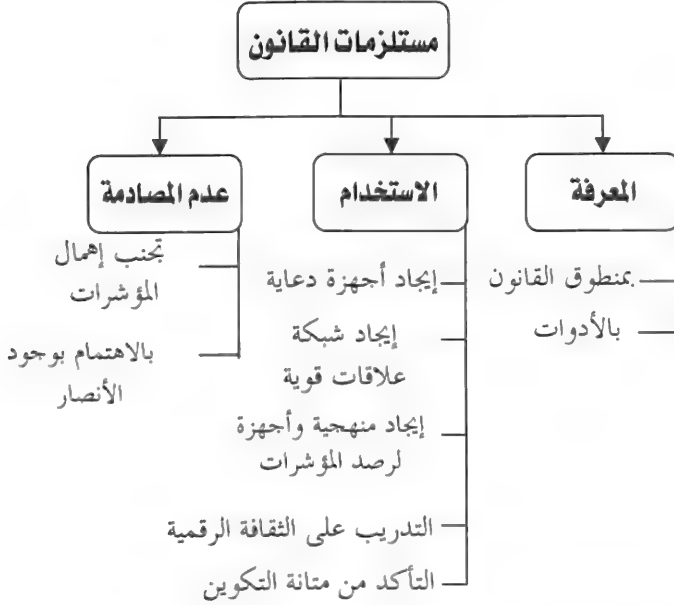 مستلزمات القانون
المعرفة
بمنطوق القانون
بالأدوات
الاستخدام
إيجاد أجهزة دعاية
إيجاد شبكة
علاقات قوية
إيجاد منهجية وأجهزة
لرصد المؤشرات
التدريب على الثقافة الرقمية
التأكد من متانة التكوين
عدم المصادمة
تجنب إهمال
المؤشرات
بالاهتمام بوجود
الأنصار